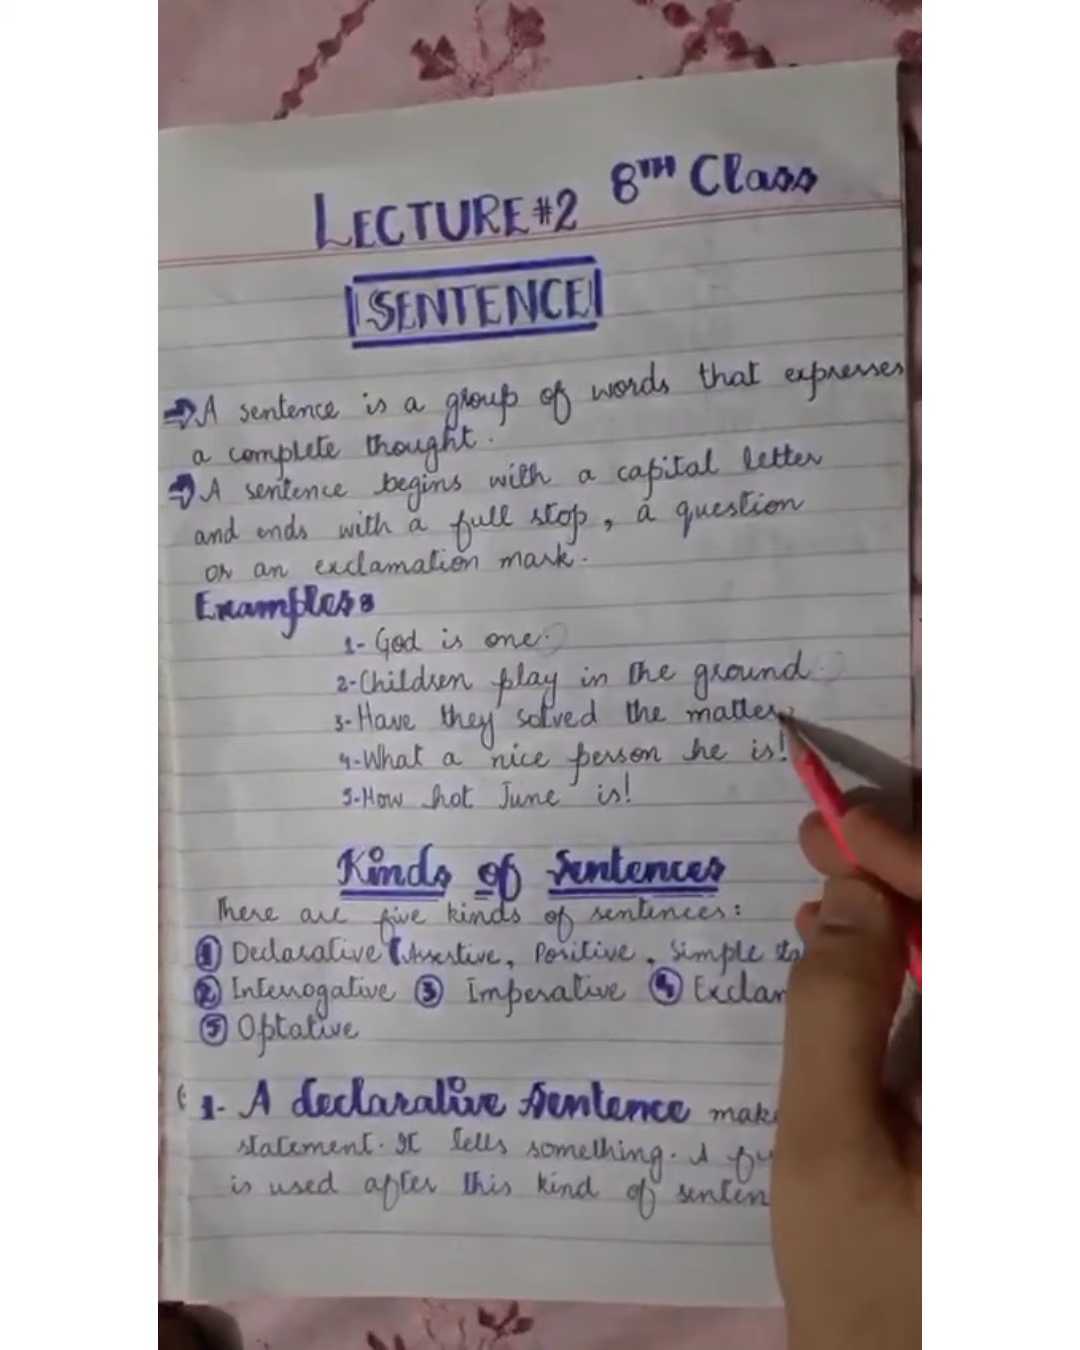 LECTURE #2 8TH Class
SENTENCE
⇒ A sentence is a group of words that expresses
a complete thought.
⇒ A sentence begins with a capital letter
and ends with a full stop, a question
or an exclamation mark.
Examples:
1- God is one.
2- Children play in the ground.
3- Have they solved the matter
4- What a nice person he is!
5- How hot June is!
Kinds of Sentences
There are five kinds of sentences:
① Declarative (Assertive, Positive, Simple
② Interrogative ③ Imperative ④
⑤ Optative
1- A declarative sentence
statement. It tells something. A
is used after this kind of